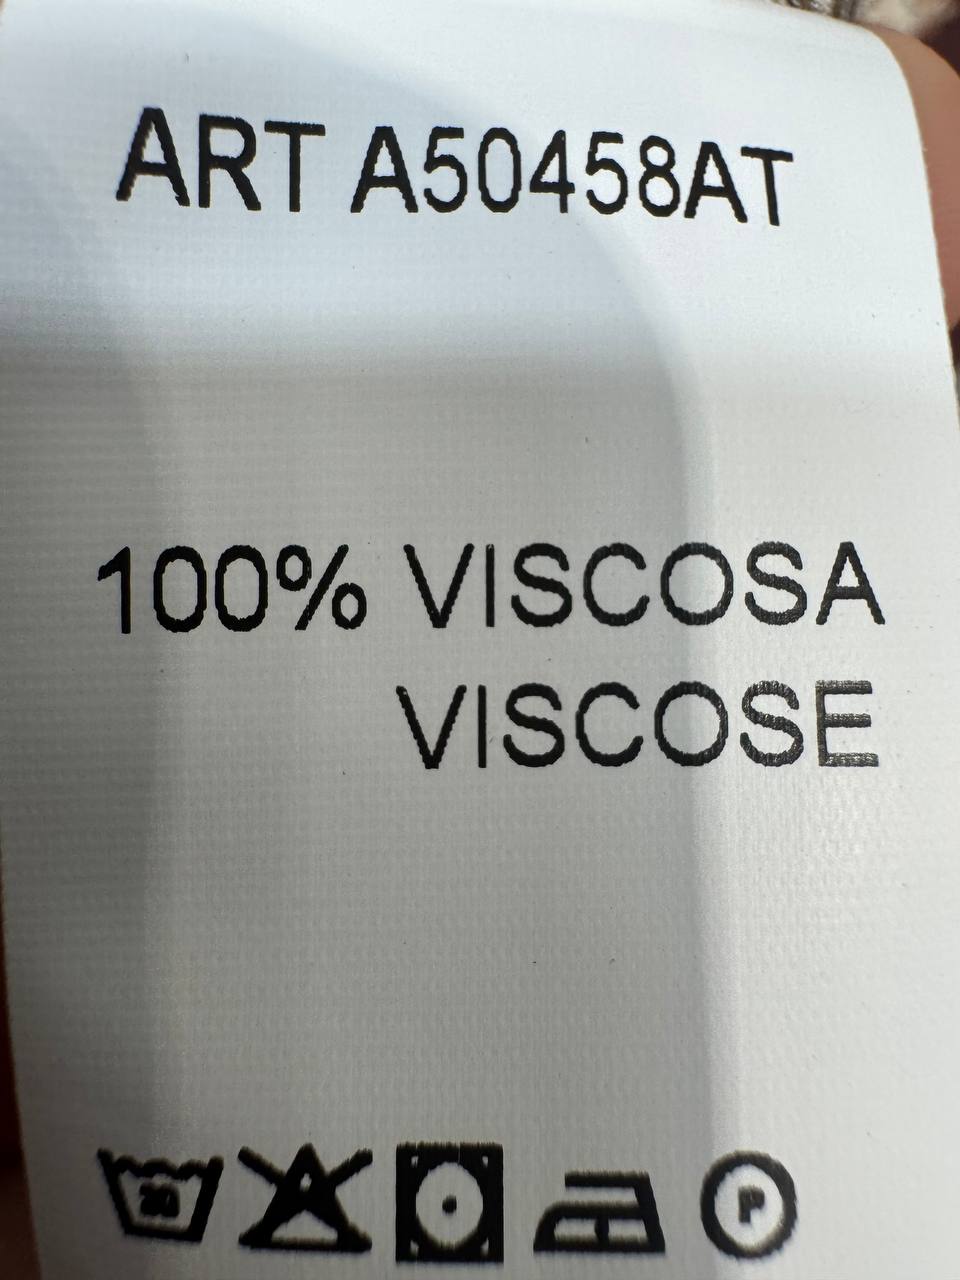 ART A50458AT
100% VISCOSA
VISCOSE
P